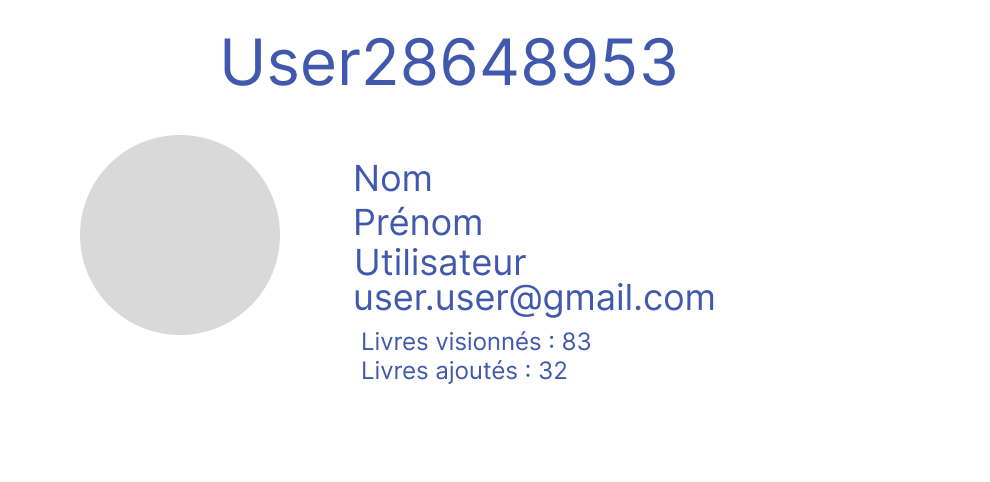 User28648953
Nom
Prénom
Utilisateur
user.user@gmail.com
Livres visionnés : 83
Livres ajoutés : 32